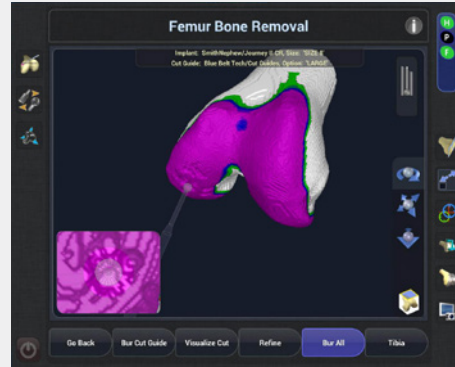 Femur Bone Removal
i
Implant: SmithNephew/Journey II CR, Size: "SIZE 6"
Cut Guide: Blue Belt Tech/Cut Guides, Option: "LARGE"
H
P
F
Go Back
Bur Cut Guide
Visualize Cut
Refine
Bur All
Tibia